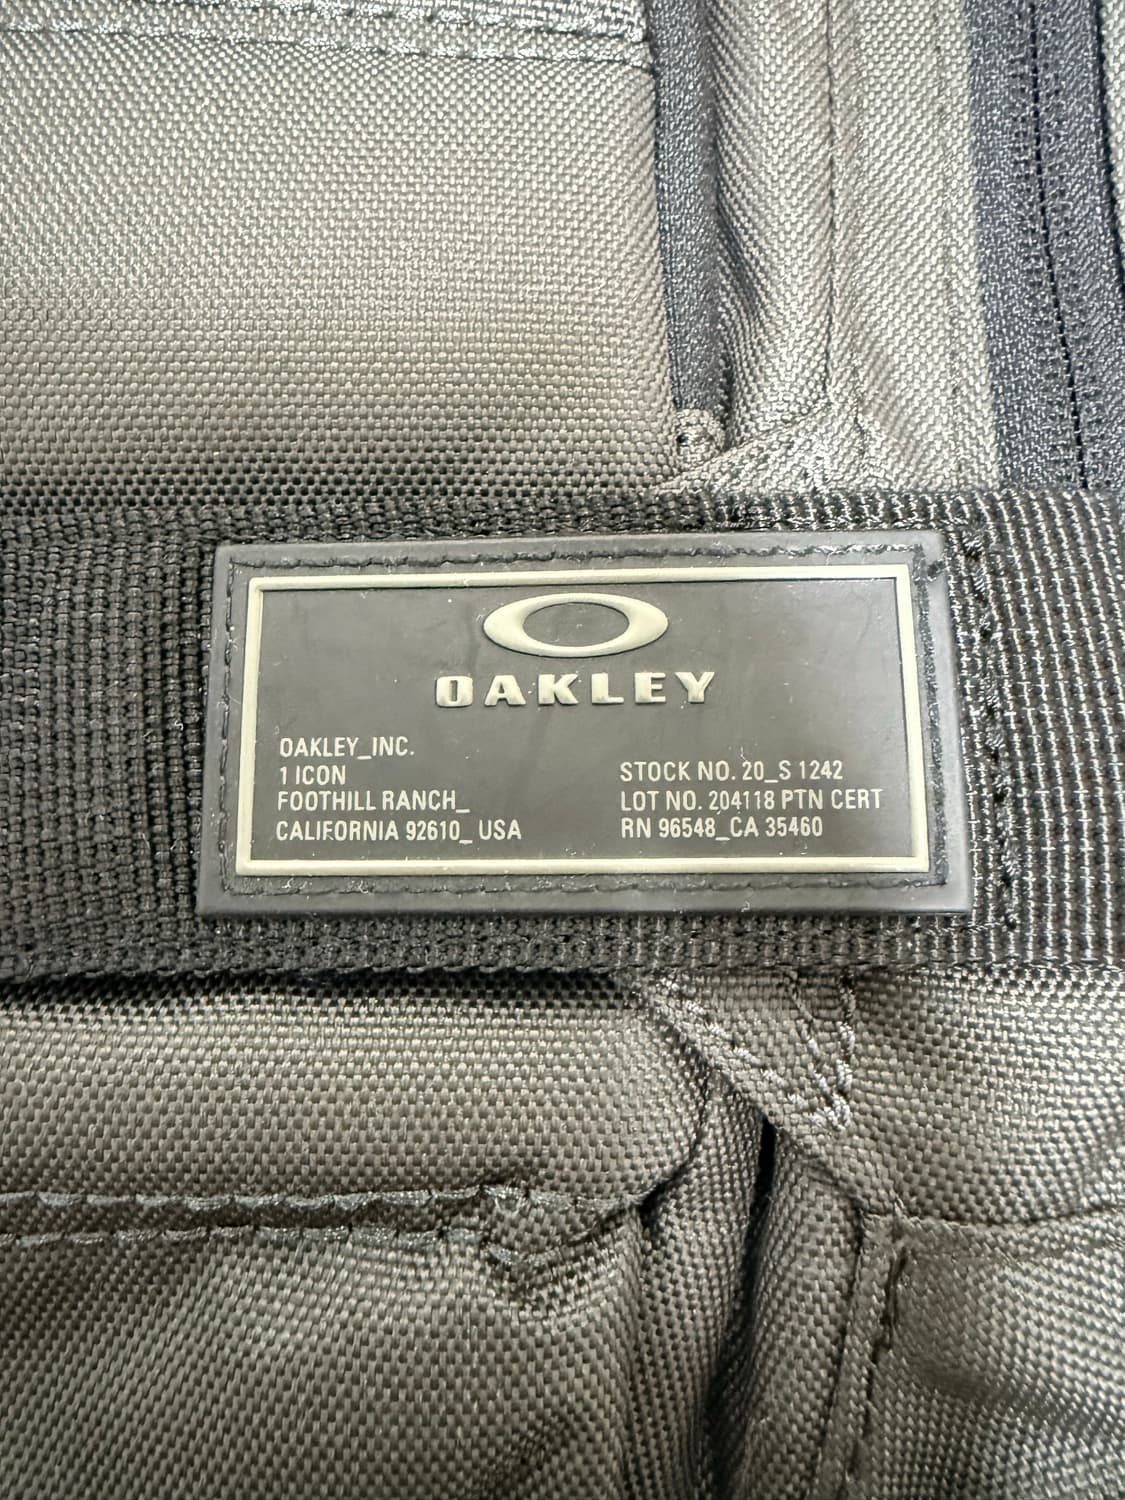 OAKLEY
OAKLEY_INC.
1 ICON
FOOTHILL RANCH_
CALIFORNIA 92610_ USA
STOCK NO. 20_S 1242
LOT NO. 204118 PTN CERT
RN 96548_CA 35460